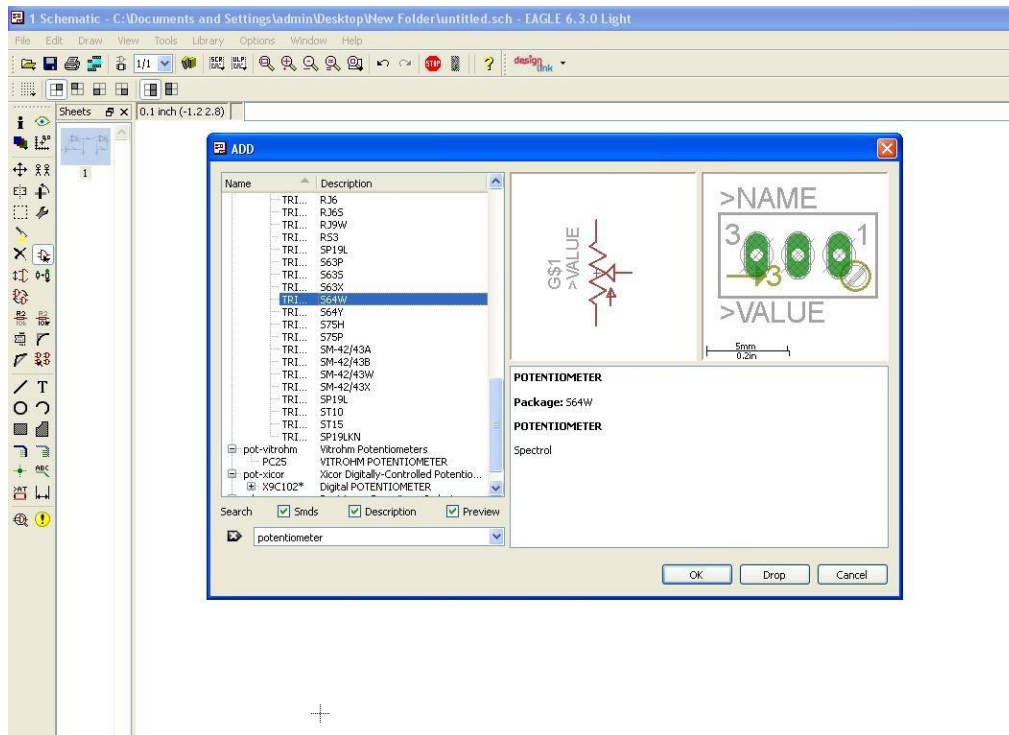 1 Schematic - C:\Documents and Settings\admin\Desktop\New Folder\untitled.sch - EAGLE 6.3.0 Light
File Edit Draw View Tools Library Options Window Help
1/1 SCR ULP STOP ? designlink
Sheets 0.1 inch (-1.2 2.8)
1
ADD
Name Description
TRI... RJ6
TRI... RJ6S
TRI... RJ9W
TRI... RS3
TRI... SP19L
TRI... S63P
TRI... S63S
TRI... S63X
TRI... S64W
TRI... S64Y
TRI... S75H
TRI... S75P
TRI... SM-42/43A
TRI... SM-42/43B
TRI... SM-42/43W
TRI... SM-42/43X
TRI... SP19L
TRI... ST10
TRI... ST15
TRI... SP19LKN
pot-vitrohm Vitrohm Potentiometers
PC25 VITROHM POTENTIOMETER
pot-xicor Xicor Digitally-Controlled Potentio...
X9C102* Digital POTENTIOMETER
Search Smds Description Preview
potentiometer
G$1
>VALUE
>NAME
3 1
3
>VALUE
5mm
0.2in
POTENTIOMETER
Package: S64W
POTENTIOMETER
Spectrol
OK Drop Cancel